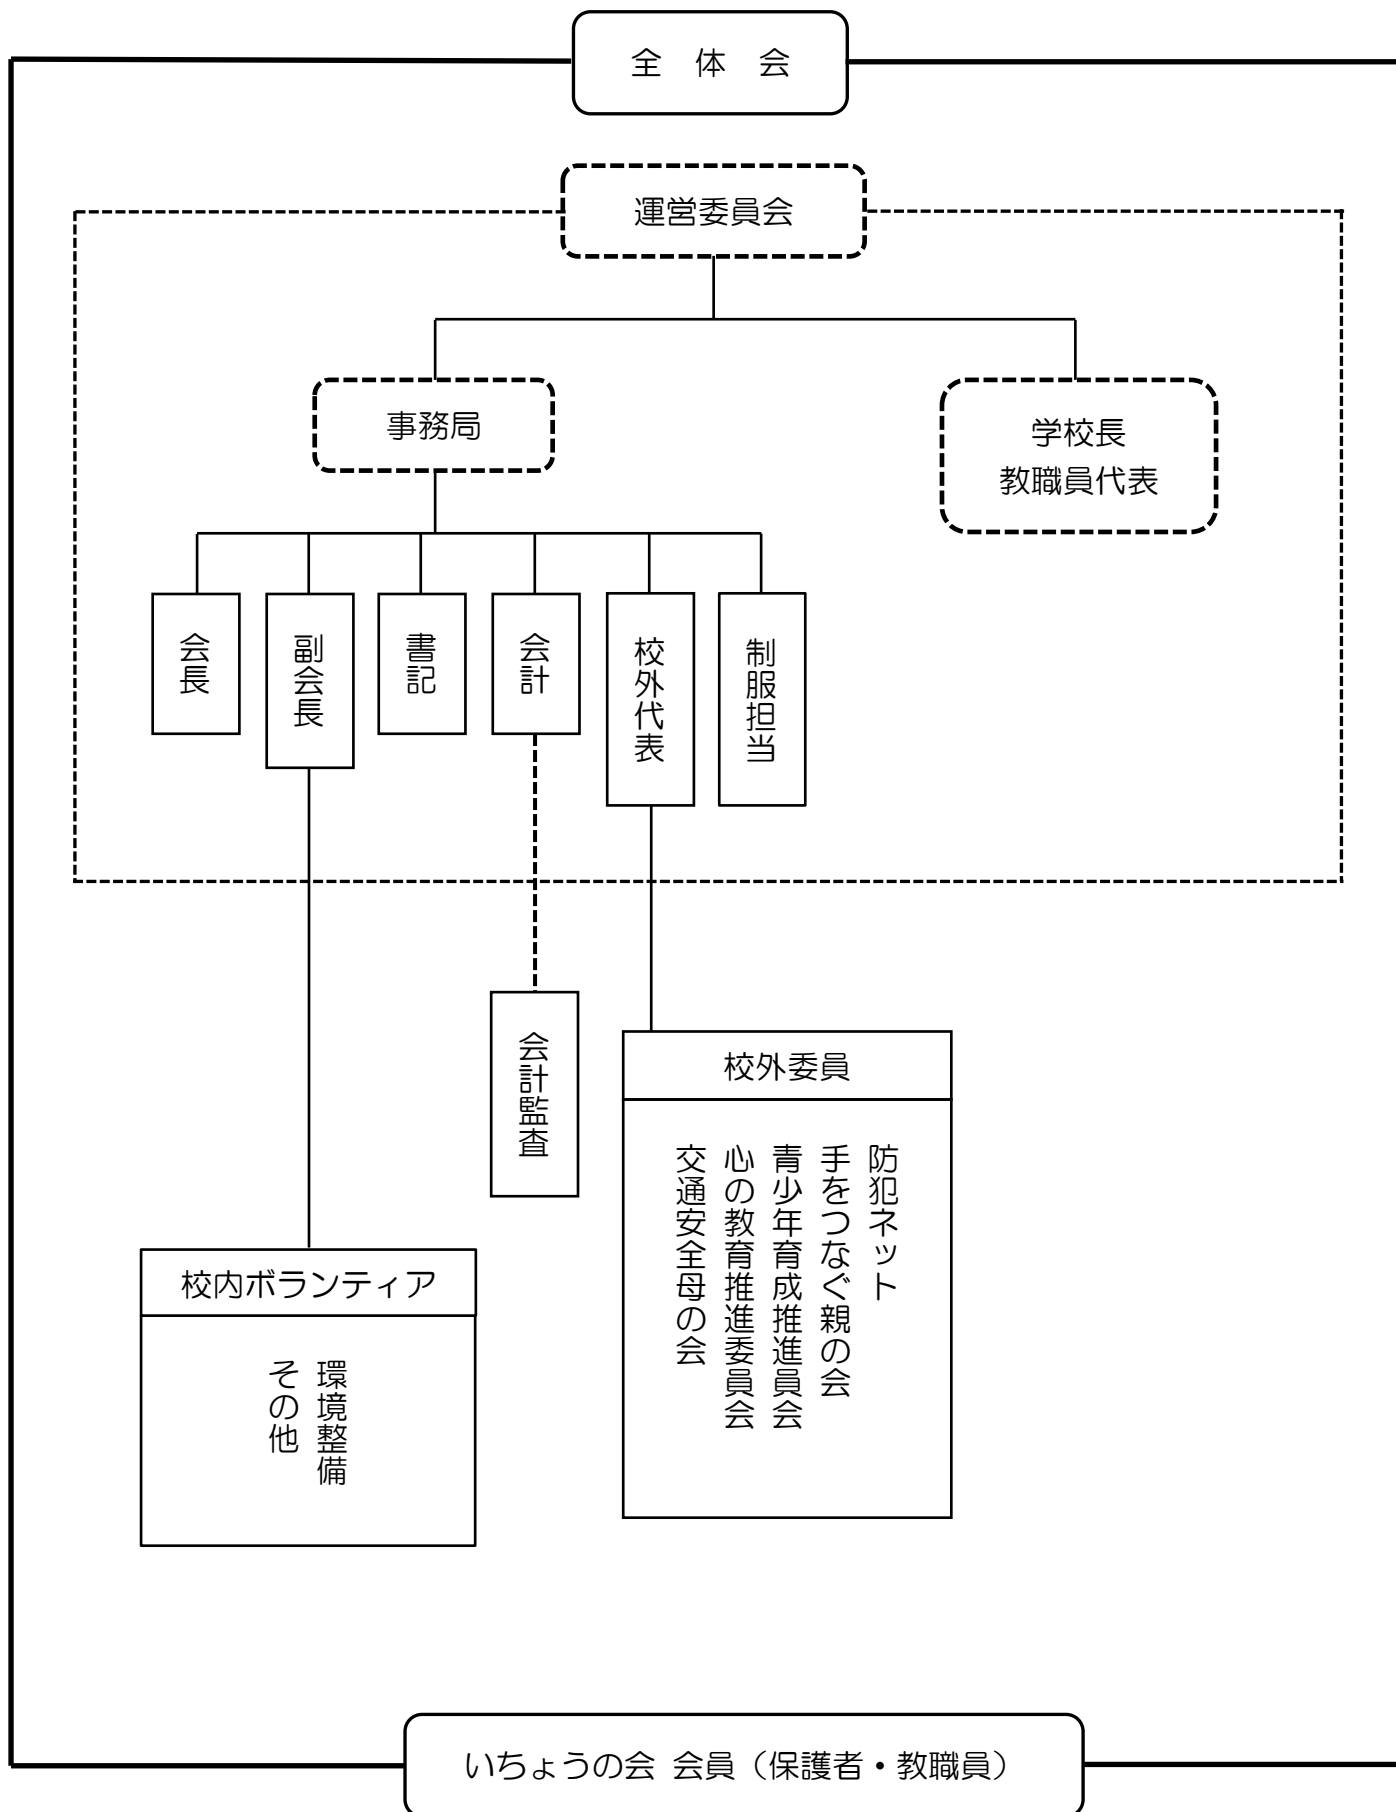 全　体　会
運営委員会
事務局
学校長
教職員代表
会長
副会長
書記
会計
校外代表
制服担当
会計監査
校外委員
防犯ネット
手をつなぐ親の会
青少年育成推進員会
心の教育推進委員会
交通安全母の会
校内ボランティア
環境整備
その他
いちょうの会 会員（保護者・教職員）